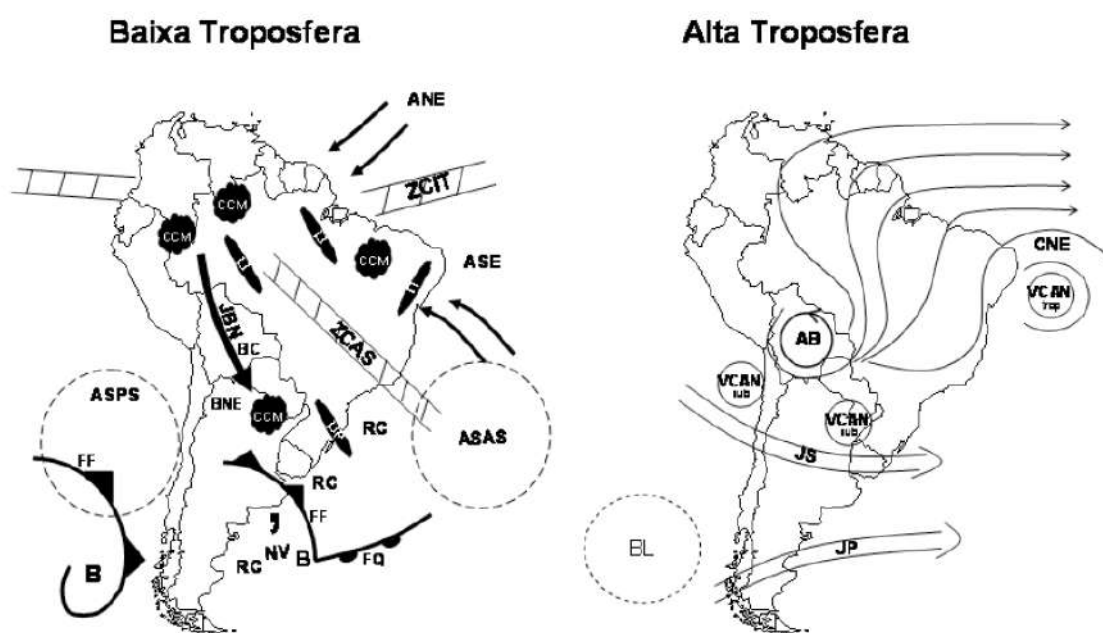 Baixa Troposfera
Alta Troposfera
ANE
ZCIT
CCM
CCM
LI
CCM
LI
LI
ASE
JBN
BC
ZCAS
ASPS
BNE
CCM
RC
ASAS
FF
RC
FF
NV
B
RC
B
FQ
CNE
VCAN
trop
AB
VCAN
sub
VCAN
sub
JS
BL
JP